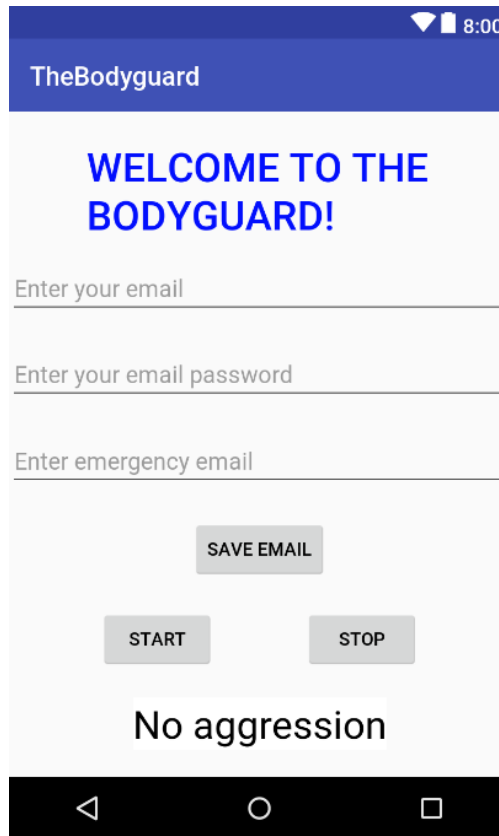 8:00
TheBodyguard
WELCOME TO THE
BODYGUARD!
Enter your email
Enter your email password
Enter emergency email
SAVE EMAIL
START STOP
No aggression